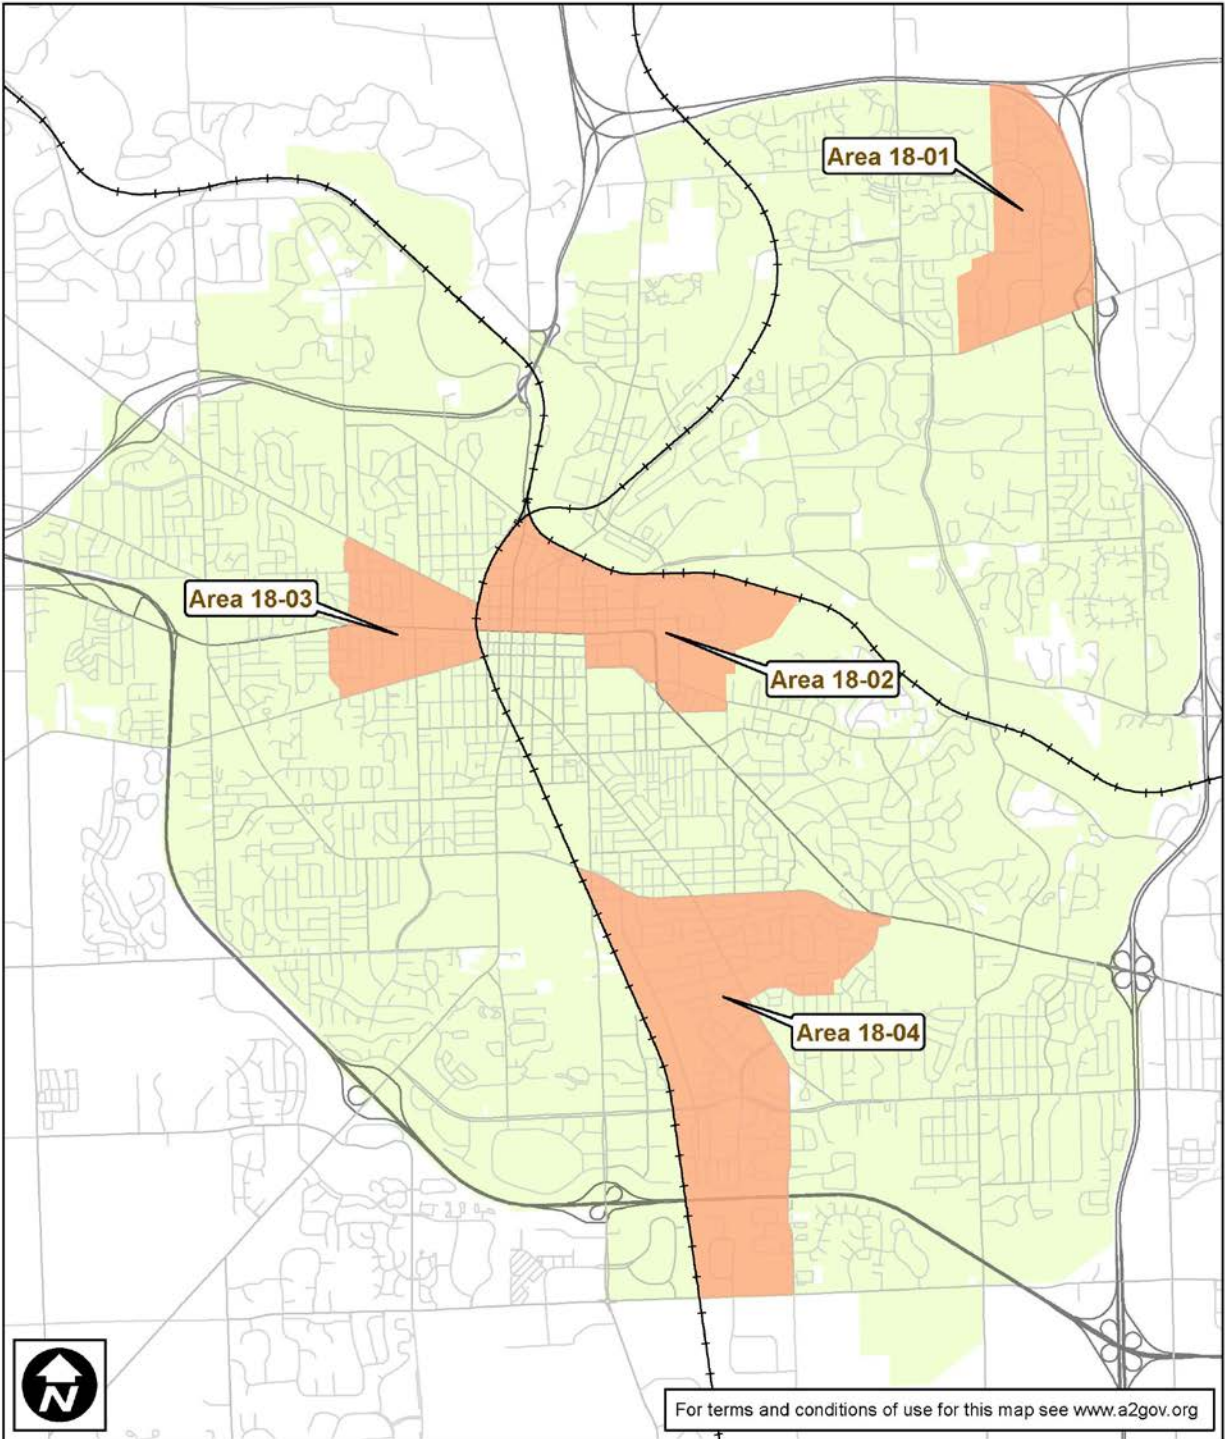 Area 18-01
Area 18-03
Area 18-02
Area 18-04
N
For terms and conditions of use for this map see www.a2gov.org